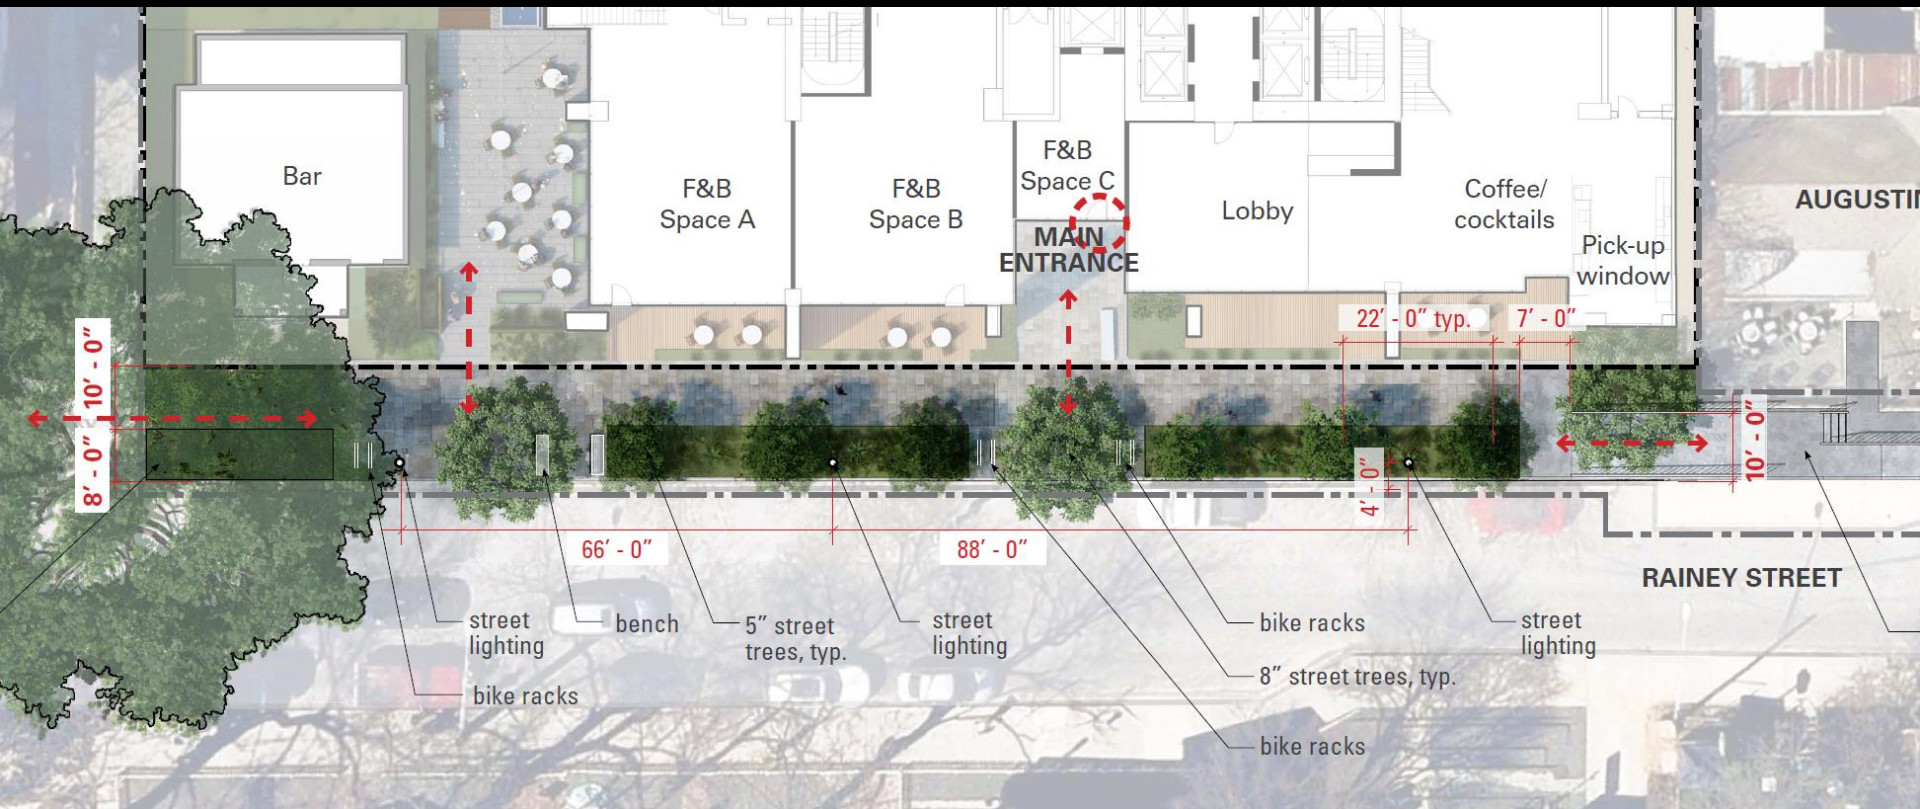 Bar
F&B
Space A
F&B
Space B
F&B
Space C
MAIN
ENTRANCE
Lobby
Coffee/
cocktails
Pick-up
window
22’ - 0” typ.
7’ - 0”
10’ - 0”
8’ - 0”
4’ - 0”
10’ - 0”
66’ - 0”
88’ - 0”
AUGUSTIN
RAINEY STREET
street
lighting
bench
5” street
trees, typ.
street
lighting
bike racks
street
lighting
8” street trees, typ.
bike racks
bike racks